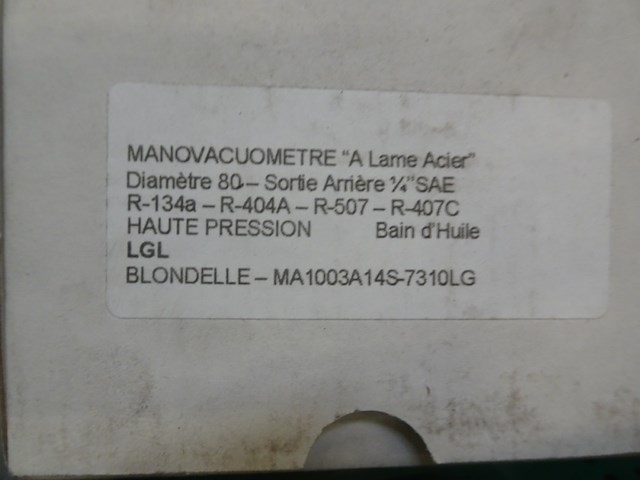 MANOVACUOMETRE "A Lame Acier"
Diamètre 80 – Sortie Arrière ¼"SAE
R-134a – R-404A – R-507 – R-407C
HAUTE PRESSION Bain d'Huile
LGL
BLONDELLE – MA1003A14S-7310LG